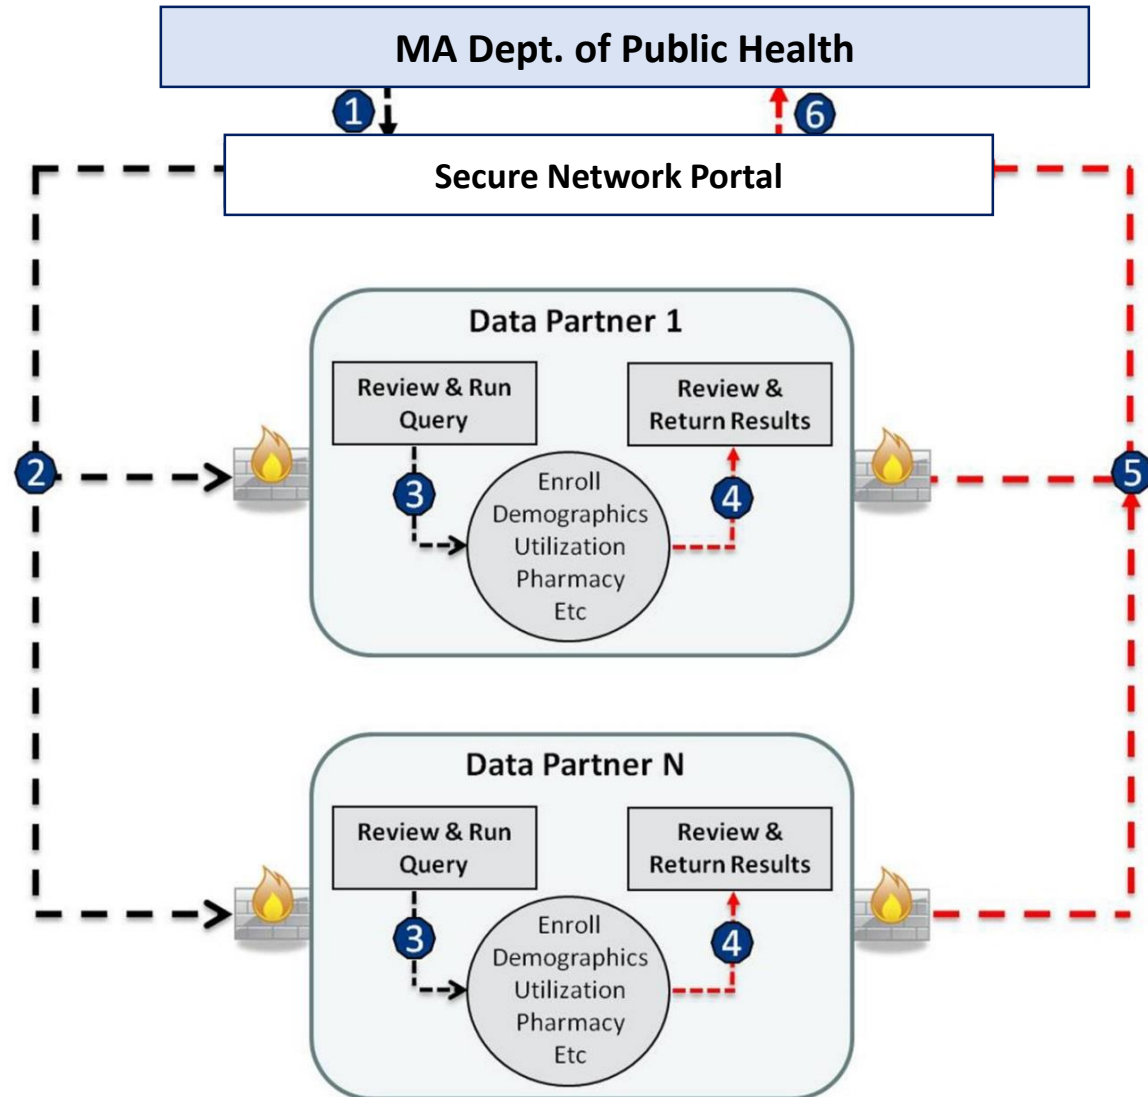 MA Dept. of Public Health
1
6
Secure Network Portal
Data Partner 1
Review & Run
Query
Review &
Return Results
2
3
Enroll
Demographics
Utilization
Pharmacy
Etc
4
5
Data Partner N
Review & Run
Query
Review &
Return Results
3
Enroll
Demographics
Utilization
Pharmacy
Etc
4